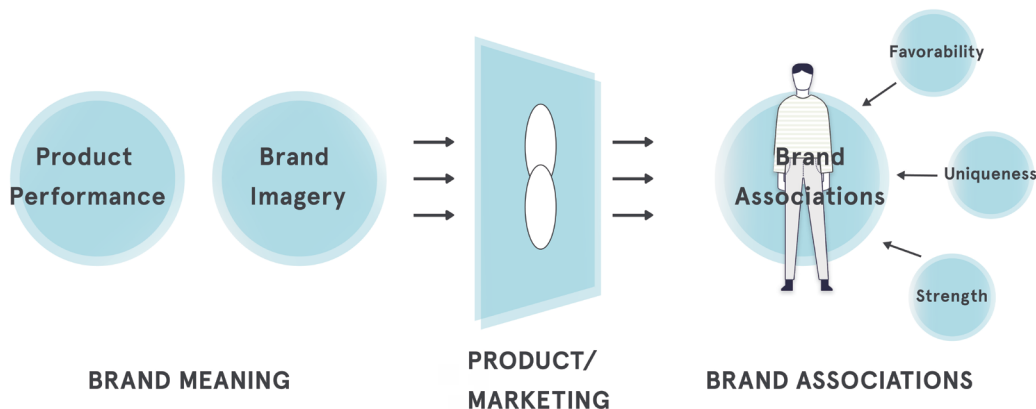 Favorability
Product
Performance
Brand
Imagery
Brand
Associations
Uniqueness
Strength
BRAND MEANING
PRODUCT/
MARKETING
BRAND ASSOCIATIONS